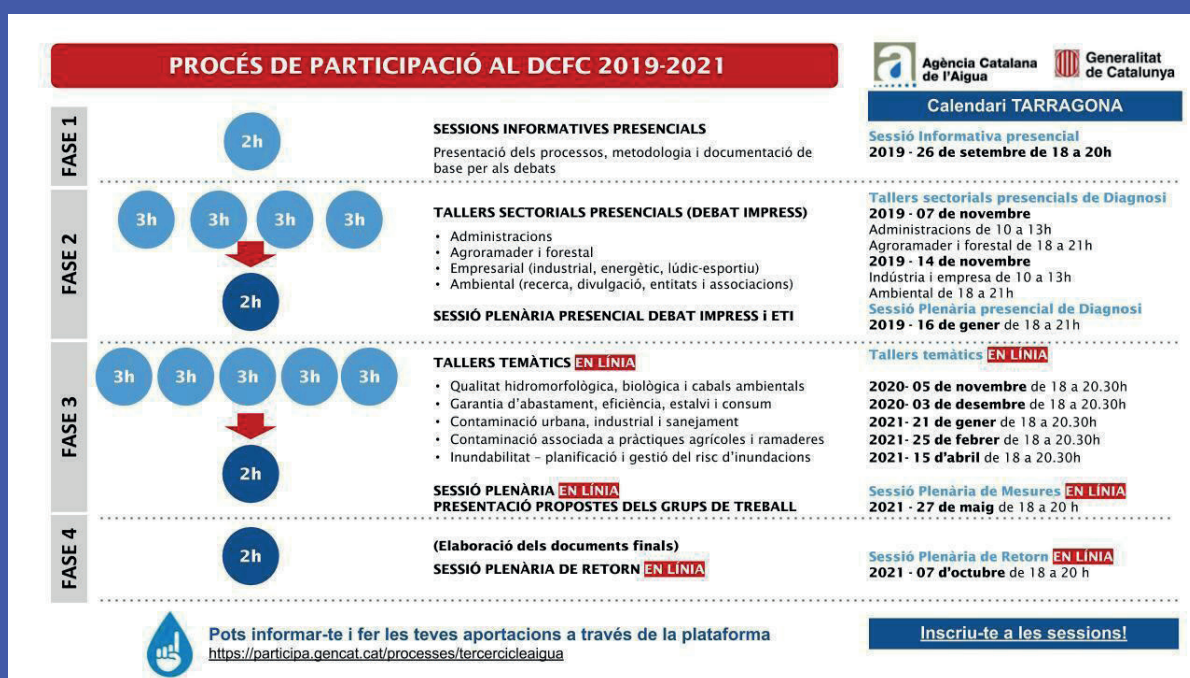 PROCÉS DE PARTICIPACIÓ AL DCFC 2019-2021
Agència Catalana
de l'Aigua
Generalitat
de Catalunya
Calendari TARRAGONA
FASE 1
2h
SESSIONS INFORMATIVES PRESENCIALS
Presentació dels processos, metodologia i documentació de
base per als debats
Sessió Informativa presencial
2019 - 26 de setembre de 18 a 20h
FASE 2
3h 3h 3h 3h
2h
TALLERS SECTORIALS PRESENCIALS (DEBAT IMPRESS)
• Administracions
• Agroramader i forestal
• Empresarial (industrial, energètic, lúdic-esportiu)
• Ambiental (recerca, divulgació, entitats i associacions)
SESSIÓ PLENÀRIA PRESENCIAL DEBAT IMPRESS i ETI
Tallers sectorials presencials de Diagnosi
2019 - 07 de novembre
Administracions de 10 a 13h
Agroramader i forestal de 18 a 21h
2019 - 14 de novembre
Indústria i empresa de 10 a 13h
Ambiental de 18 a 21h
Sessió Plenària presencial de Diagnosi
2019 - 16 de gener de 18 a 21h
FASE 3
3h 3h 3h 3h 3h
2h
TALLERS TEMÀTICS EN LÍNIA
• Qualitat hidromorfològica, biològica i cabals ambientals
• Garantia d'abastament, eficiència, estalvi i consum
• Contaminació urbana, industrial i sanejament
• Contaminació associada a pràctiques agrícoles i ramaderes
• Inundabilitat – planificació i gestió del risc d'inundacions
SESSIÓ PLENÀRIA EN LÍNIA
PRESENTACIÓ PROPOSTES DELS GRUPS DE TREBALL
Tallers temàtics EN LÍNIA
2020- 05 de novembre de 18 a 20.30h
2020- 03 de desembre de 18 a 20.30h
2021- 21 de gener de 18 a 20.30h
2021- 25 de febrer de 18 a 20.30h
2021- 15 d'abril de 18 a 20.30h
Sessió Plenària de Mesures EN LÍNIA
2021 - 27 de maig de 18 a 20 h
FASE 4
2h
(Elaboració dels documents finals)
SESSIÓ PLENÀRIA DE RETORN EN LÍNIA
Sessió Plenària de Retorn EN LÍNIA
2021 - 07 d'octubre de 18 a 20 h
Pots informar-te i fer les teves aportacions a través de la plataforma
https://participa.gencat.cat/processes/tercercicleaigua
Inscriu-te a les sessions!